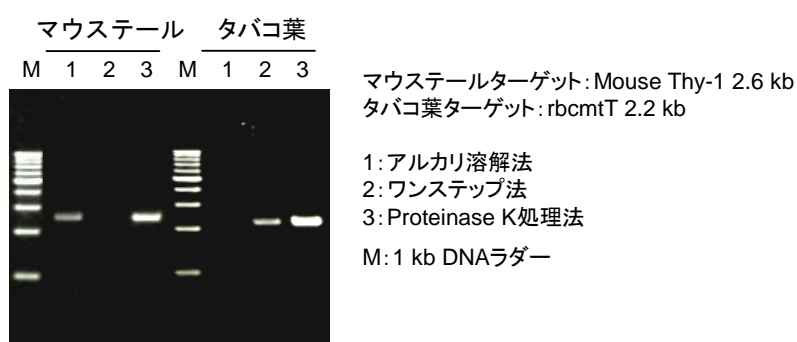 マウステール タバコ葉
M 1 2 3 M 1 2 3
マウステールターゲット：Mouse Thy-1 2.6 kb
タバコ葉ターゲット：rbcmtT 2.2 kb
1：アルカリ溶解法
2：ワンステップ法
3：Proteinase K処理法
M：1 kb DNAラダー